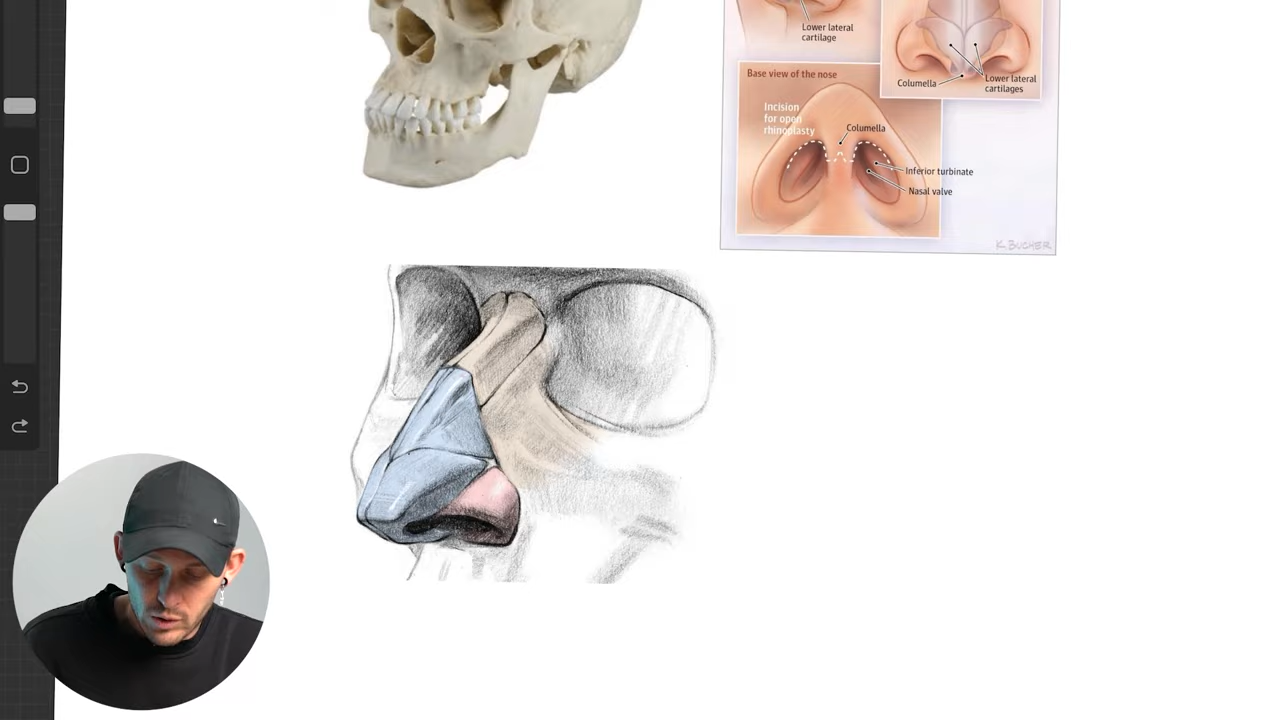 Lower lateral
cartilage
Columella
Lower lateral
cartilages
Base view of the nose
Incision
for open
rhinoplasty
Columella
Inferior turbinate
Nasal valve
K BUCHER